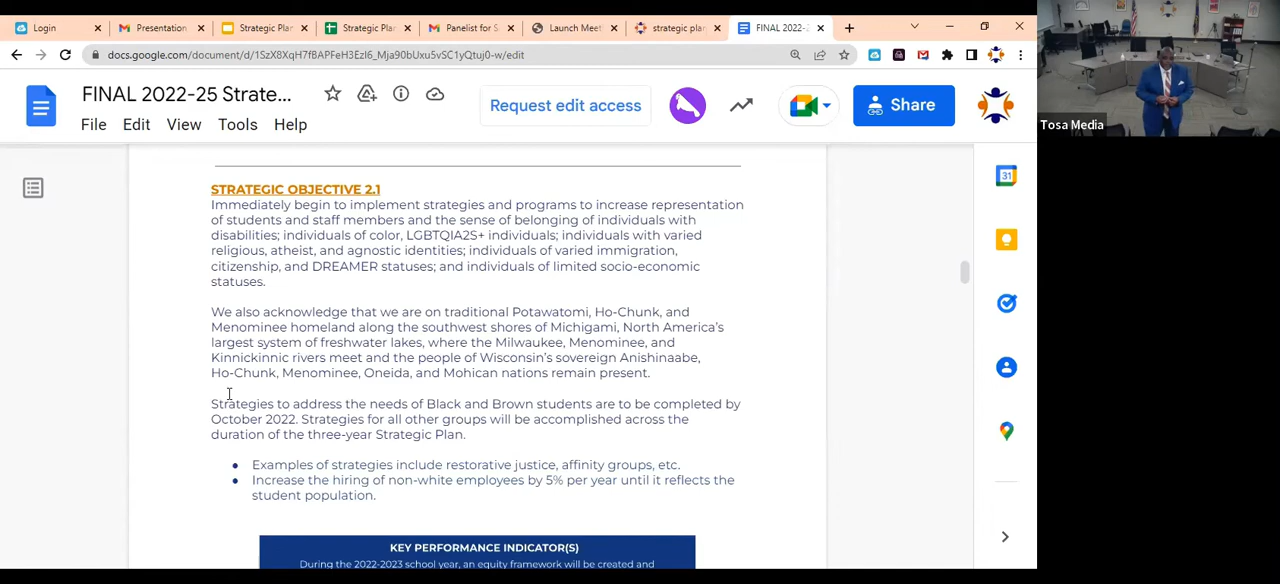 Login
Presentation
Strategic Plan
Strategic Plan
Panelist for S
Launch Meet
strategic plan
FINAL 2022-2
docs.google.com/document/d/1SzX8XqH7fBAPFeH3EzI6_Mja90bUxu5vSC1yQtuj0-w/edit
FINAL 2022-25 Strate...
Request edit access
Share
File Edit View Tools Help
Tosa Media
31
STRATEGIC OBJECTIVE 2.1
Immediately begin to implement strategies and programs to increase representation
of students and staff members and the sense of belonging of individuals with
disabilities; individuals of color, LGBTQIA2S+ individuals; individuals with varied
religious, atheist, and agnostic identities; individuals of varied immigration,
citizenship, and DREAMER statuses; and individuals of limited socio-economic
statuses.
We also acknowledge that we are on traditional Potawatomi, Ho-Chunk, and
Menominee homeland along the southwest shores of Michigami, North America's
largest system of freshwater lakes, where the Milwaukee, Menominee, and
Kinnickinnic rivers meet and the people of Wisconsin's sovereign Anishinaabe,
Ho-Chunk, Menominee, Oneida, and Mohican nations remain present.
Strategies to address the needs of Black and Brown students are to be completed by
October 2022. Strategies for all other groups will be accomplished across the
duration of the three-year Strategic Plan.
● Examples of strategies include restorative justice, affinity groups, etc.
● Increase the hiring of non-white employees by 5% per year until it reflects the
student population.
KEY PERFORMANCE INDICATOR(S)
During the 2022-2023 school year, an equity framework will be created and